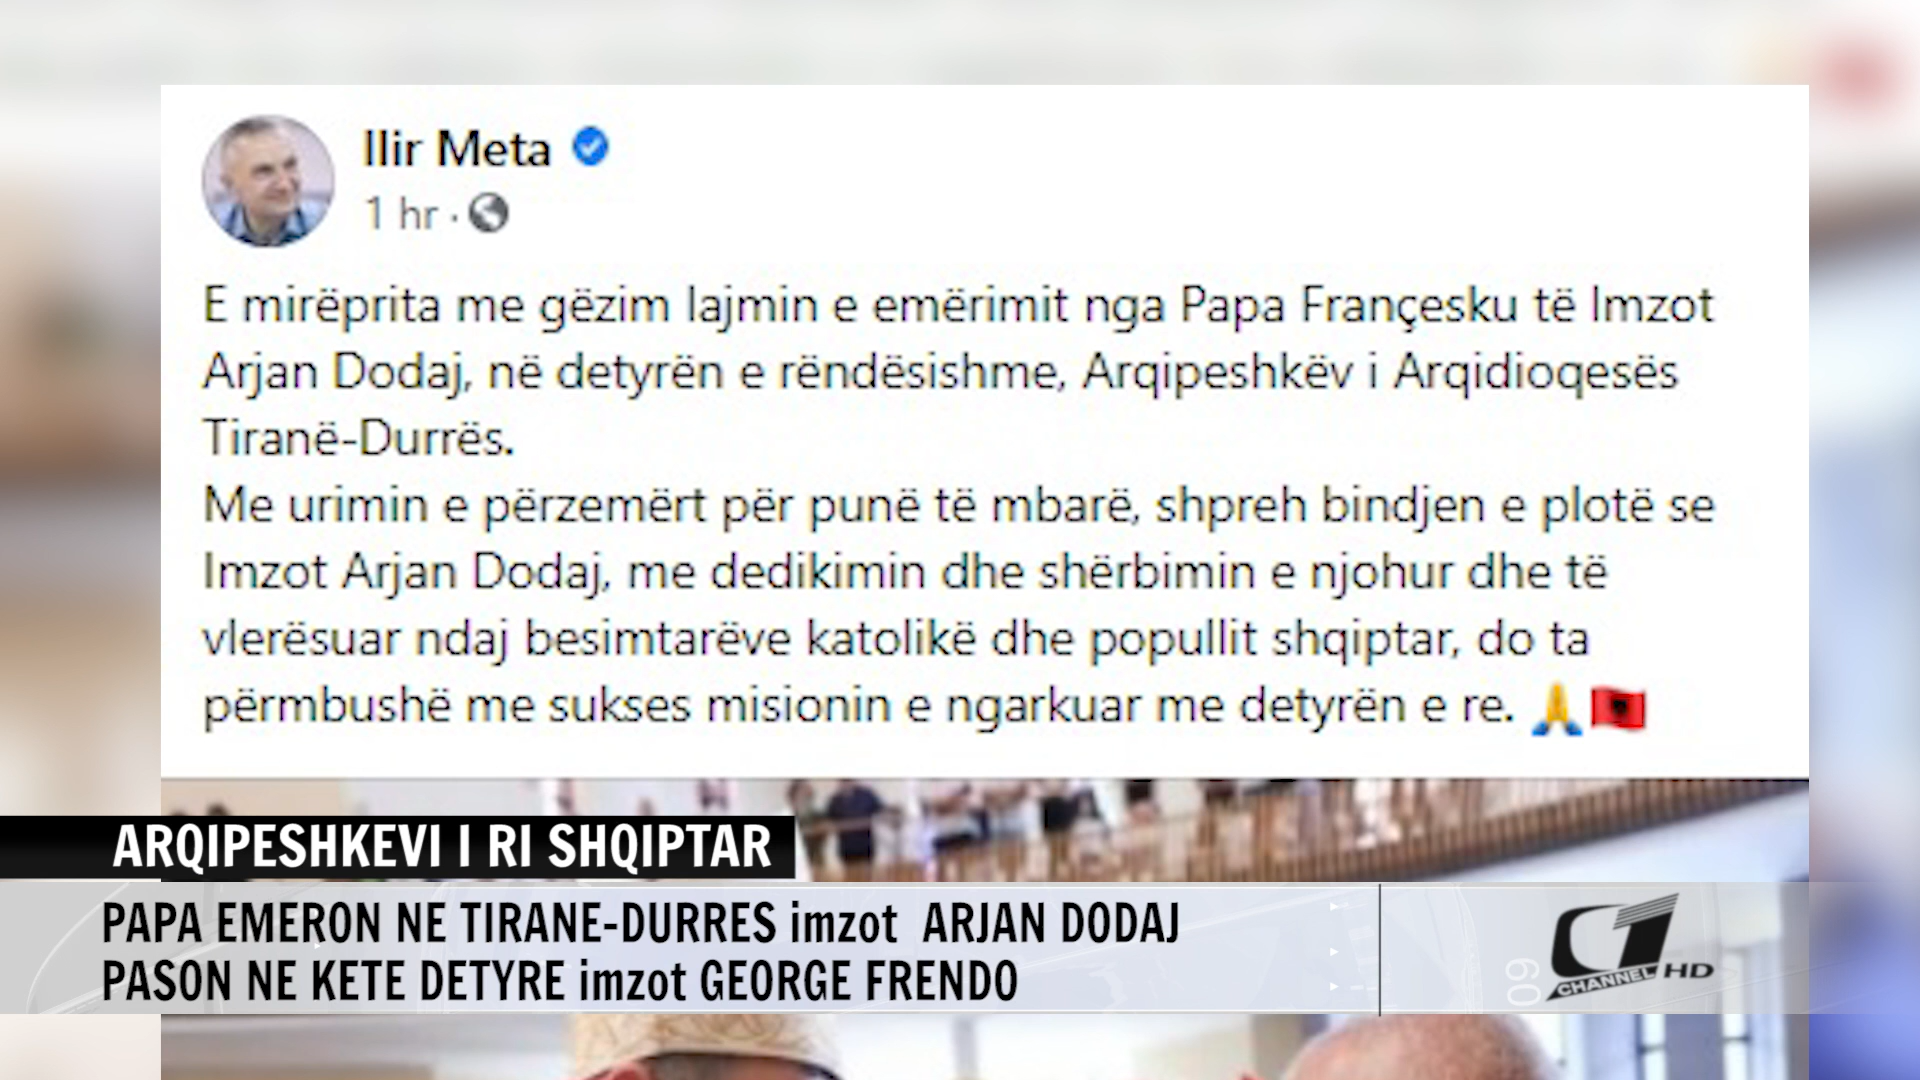 Ilir Meta
1 hr ·
E mirëprita me gëzim lajmin e emërimit nga Papa Françesku të Imzot
Arjan Dodaj, në detyrën e rëndësishme, Arqipeshkëv i Arqidioqesës
Tiranë-Durrës.
Me urimin e përzemërt për punë të mbarë, shpreh bindjen e plotë se
Imzot Arjan Dodaj, me dedikimin dhe shërbimin e njohur dhe të
vlerësuar ndaj besimtarëve katolikë dhe popullit shqiptar, do ta
përmbushë me sukses misionin e ngarkuar me detyrën e re. 🙏🇦🇱
ARQIPESHKEVI I RI SHQIPTAR
PAPA EMERON NE TIRANE-DURRES imzot ARJAN DODAJ
PASON NE KETE DETYRE imzot GEORGE FRENDO
09
C1
CHANNEL HD